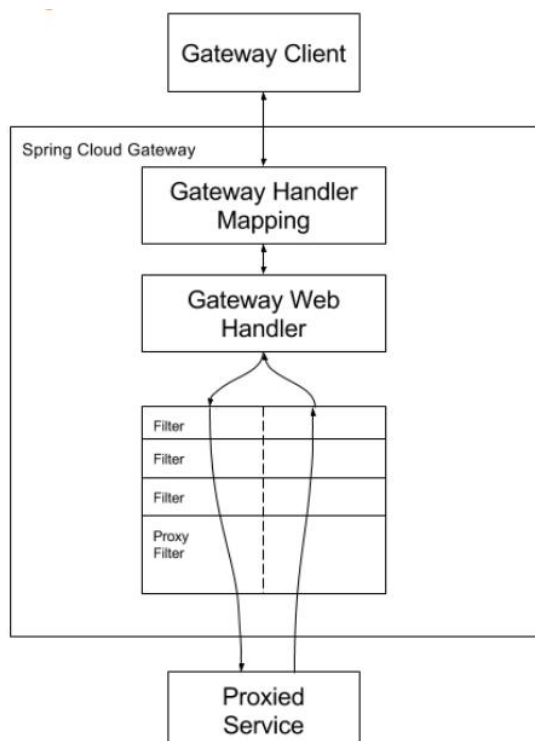 Gateway Client
Spring Cloud Gateway
Gateway Handler
Mapping
Gateway Web
Handler
Filter
Filter
Filter
Proxy
Filter
Proxied
Service